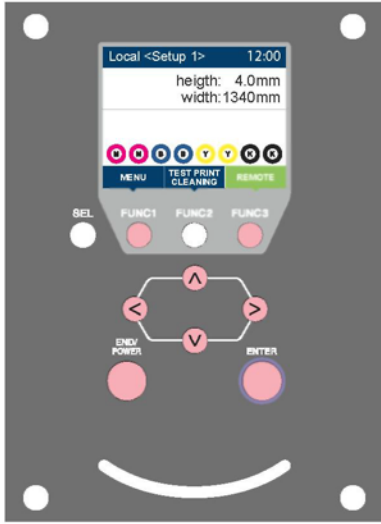 Local <Setup 1> 12:00
heigth: 4.0mm
width:1340mm
M M B B Y Y K K
MENU TEST PRINT CLEANING REMOTE
SEL FUNC1 FUNC2 FUNC3
∧
< >
∨
END/POWER ENTER